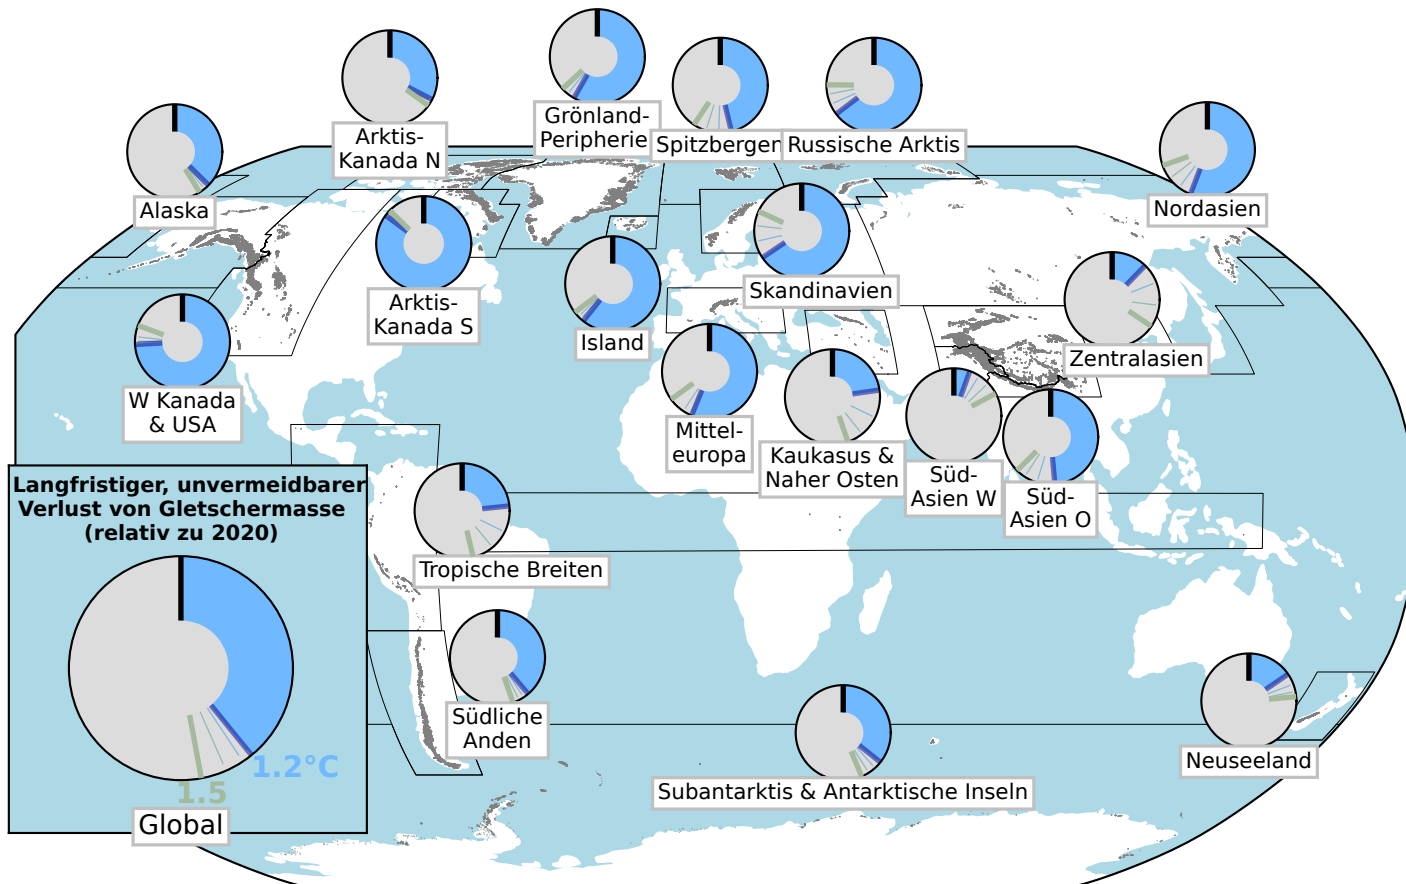 Grönland-
Peripherie
Arktis-
Kanada N
Spitzbergen
Russische Arktis
Alaska
Nordasien
Arktis-
Kanada S
Skandinavien
Island
Zentralasien
W Kanada
& USA
Mittel-
europa
Kaukasus &
Naher Osten
Süd-
Asien W
Süd-
Asien O
Langfristiger, unvermeidbarer
Verlust von Gletschermasse
(relativ zu 2020)
Tropische Breiten
Südliche
Anden
Neuseeland
Subantarktis & Antarktische Inseln
1.2°C
1.5
Global